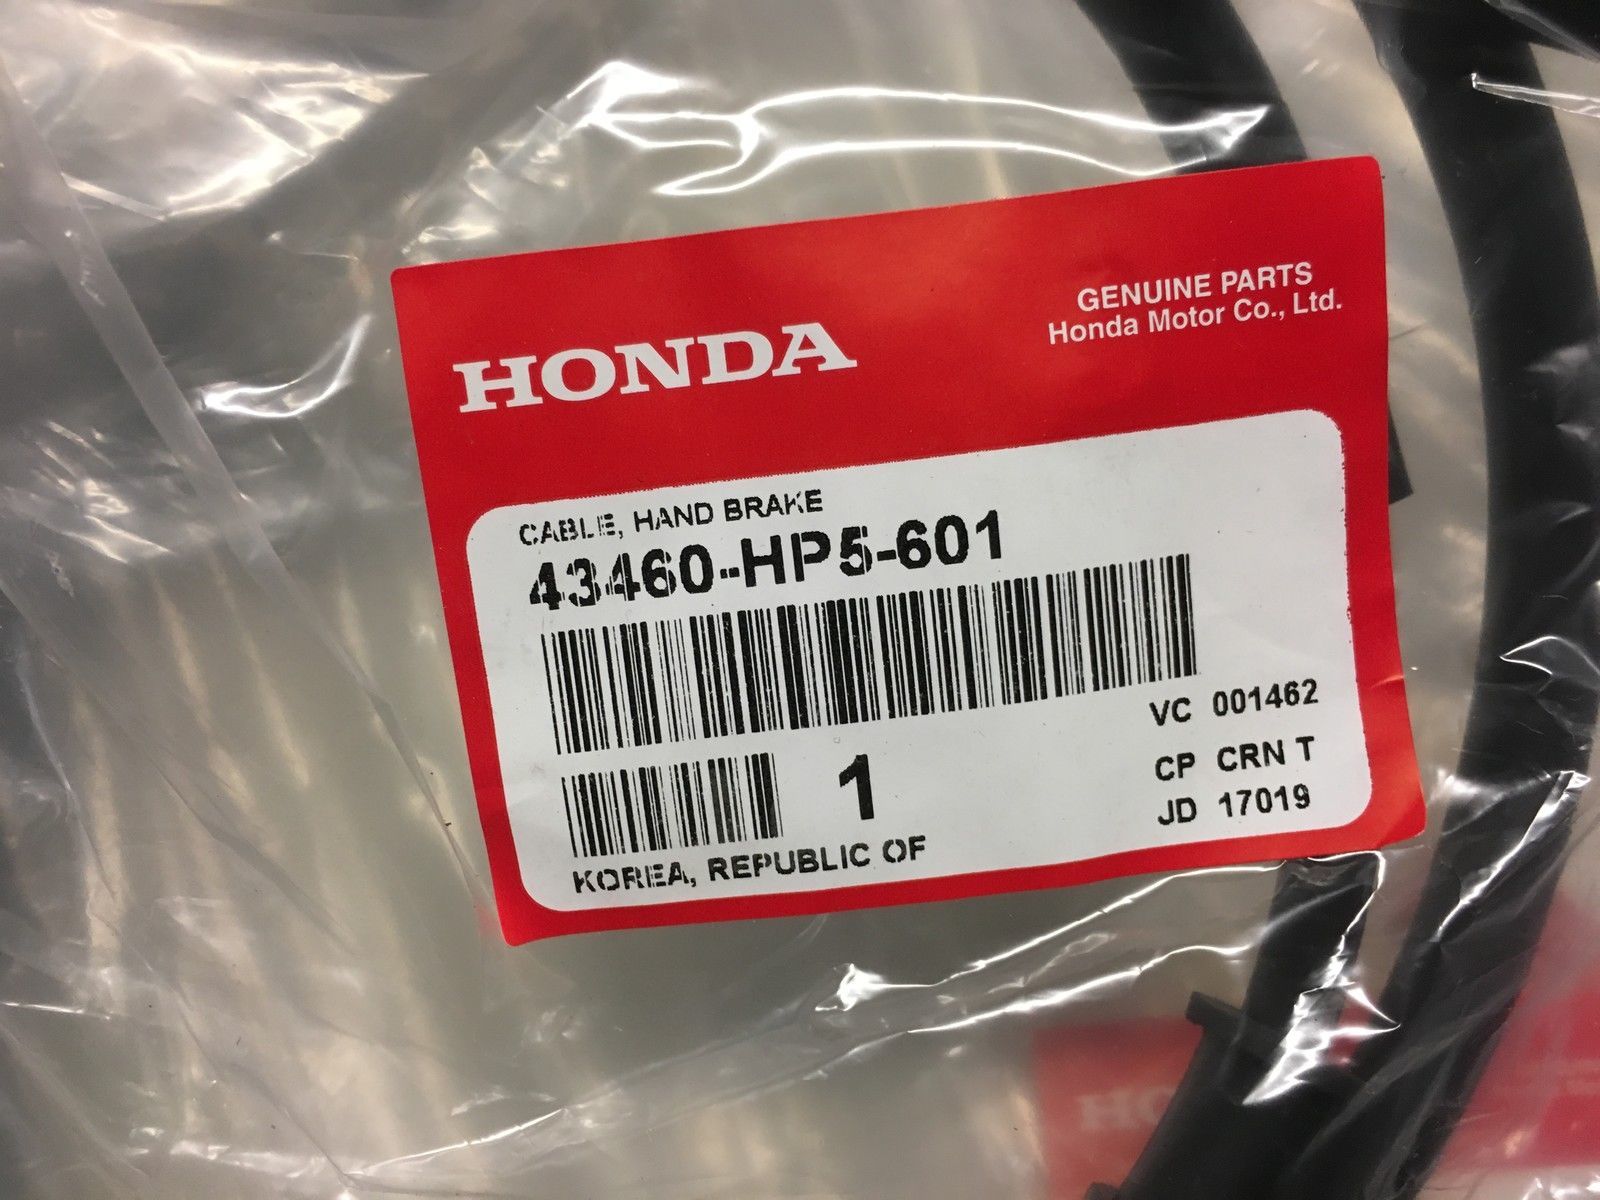 HONDA
GENUINE PARTS
Honda Motor Co., Ltd.
CABLE, HAND BRAKE
43460-HP5-601
1
VC 001462
CP CRN T
JD 17019
KOREA, REPUBLIC OF